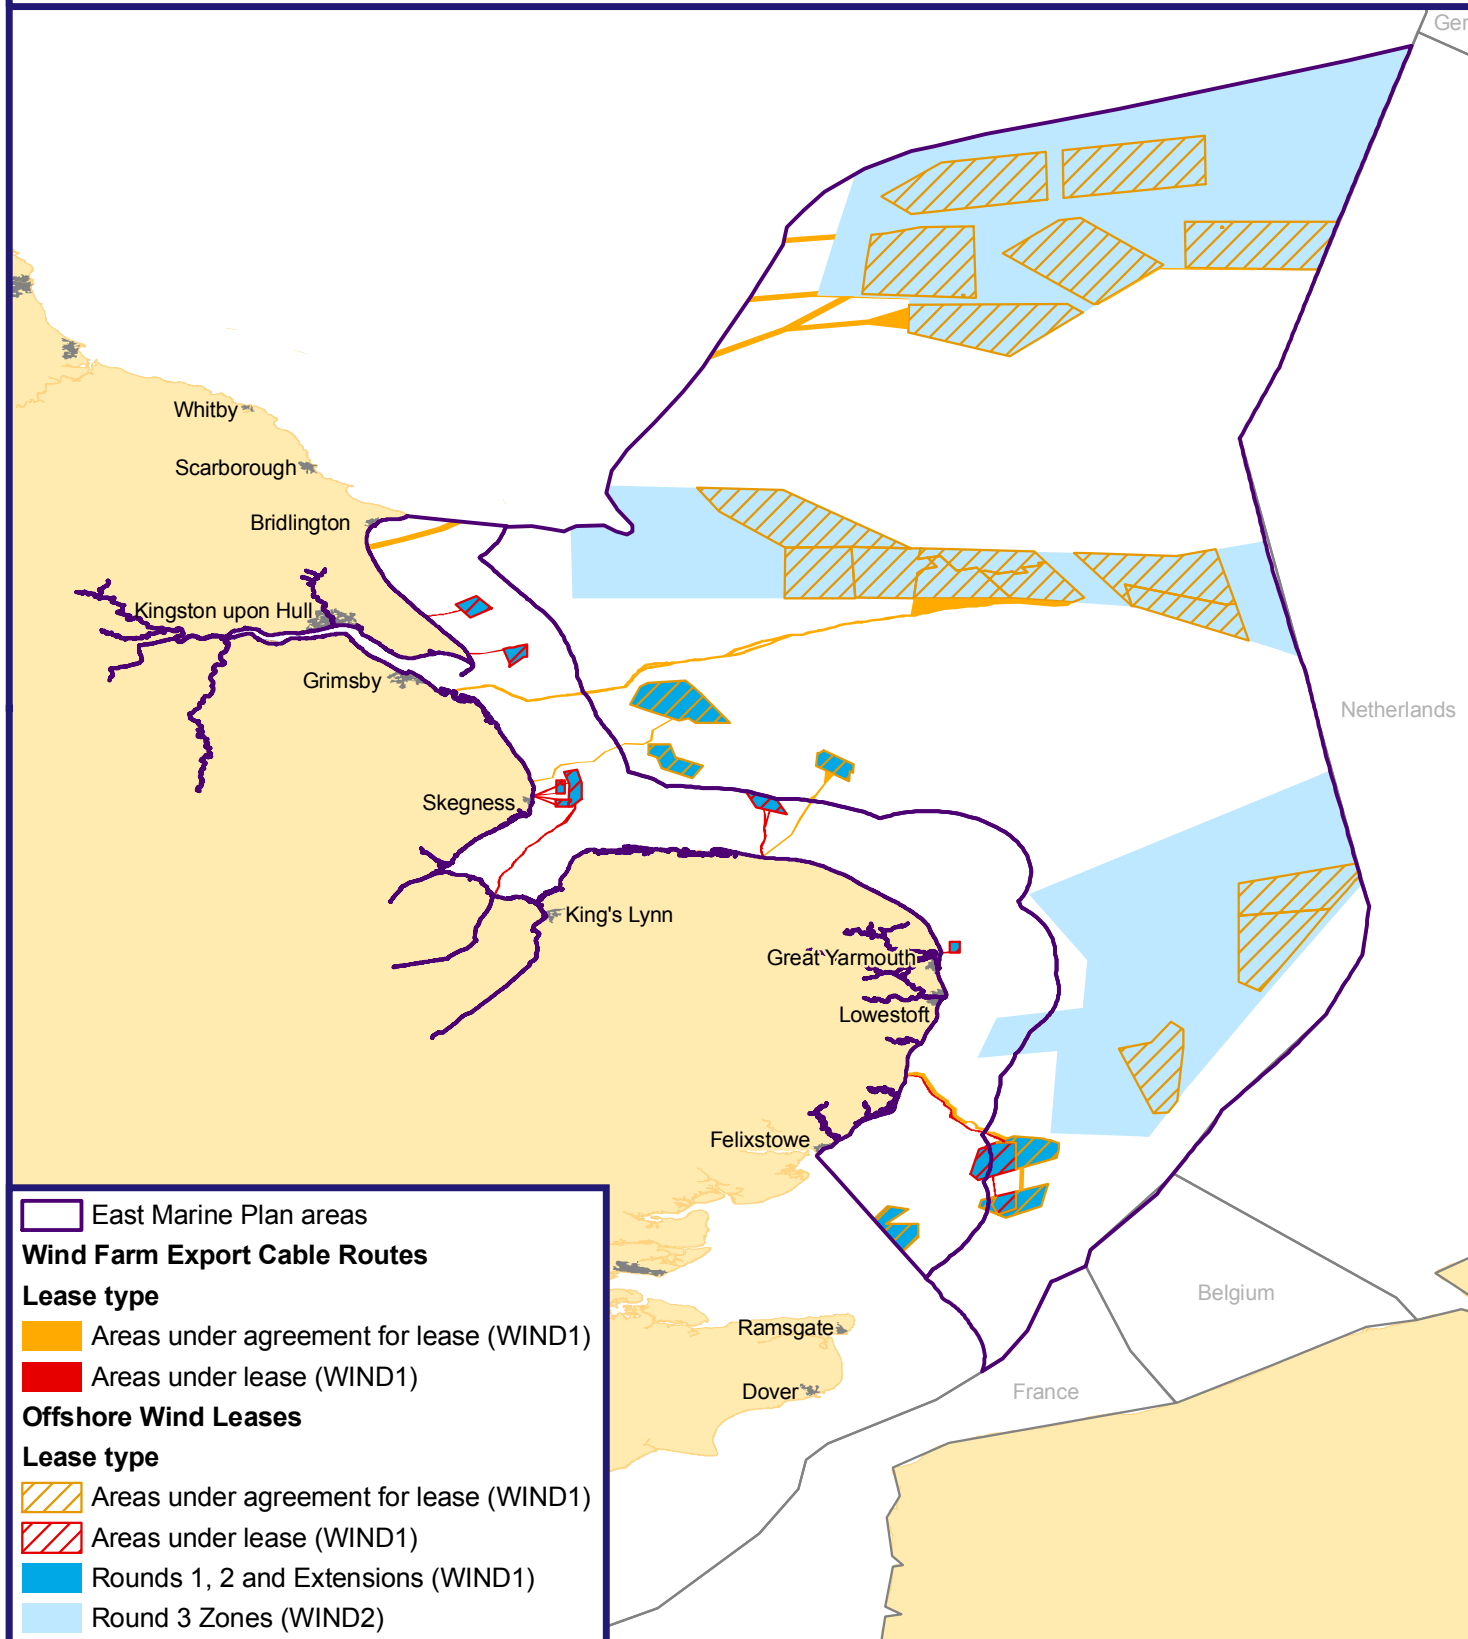 Ger
Whitby
Scarborough
Bridlington
Kingston upon Hull
Grimsby
Netherlands
Skegness
King's Lynn
Great Yarmouth
Lowestoft
Felixstowe
Belgium
Ramsgate
Dover
France
East Marine Plan areas
Wind Farm Export Cable Routes
Lease type
Areas under agreement for lease (WIND1)
Areas under lease (WIND1)
Offshore Wind Leases
Lease type
Areas under agreement for lease (WIND1)
Areas under lease (WIND1)
Rounds 1, 2 and Extensions (WIND1)
Round 3 Zones (WIND2)